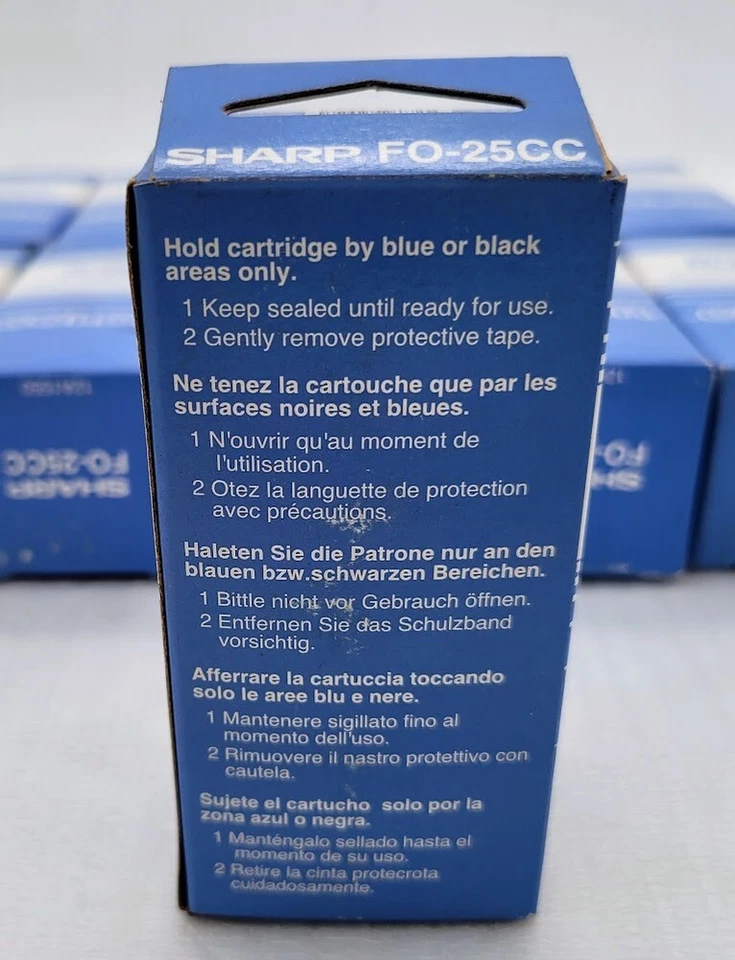 SHARP FO-25CC
Hold cartridge by blue or black
areas only.
1 Keep sealed until ready for use.
2 Gently remove protective tape.
Ne tenez la cartouche que par les
surfaces noires et bleues.
1 N'ouvrir qu'au moment de
l'utilisation.
2 Otez la languette de protection
avec précautions.
Haleten Sie die Patrone nur an den
blauen bzw.schwarzen Bereichen.
1 Bittle nicht vor Gebrauch öffnen.
2 Entfernen Sie das Schulzband
vorsichtig.
Afferrare la cartuccia toccando
solo le aree blu e nere.
1 Mantenere sigillato fino al
momento dell'uso.
2 Rimuovere il nastro protettivo con
cautela.
Sujete el cartucho solo por la
zona azul o negra.
1 Manténgalo sellado hasta el
momento de su uso.
2 Retire la cinta protecrota
cuidadosamente.
SHARP FO-25CC
SHARP FO-